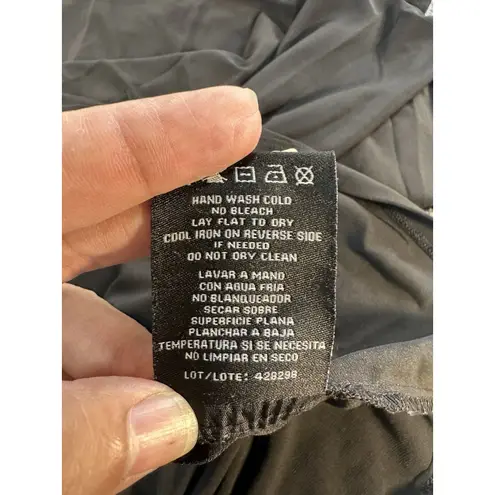 HAND WASH COLD
NO BLEACH
LAY FLAT TO DRY
COOL IRON ON REVERSE SIDE
IF NEEDED
DO NOT DRY CLEAN
LAVAR A MANO
CON AGUA FRIA
NO BLANQUEADOR
SECAR SOBRE
SUPERFICIE PLANA
PLANCHAR A BAJA
TEMPERATURA SI SE NECESITA
NO LIMPIAR EN SECO
LOT/LOTE: 428298